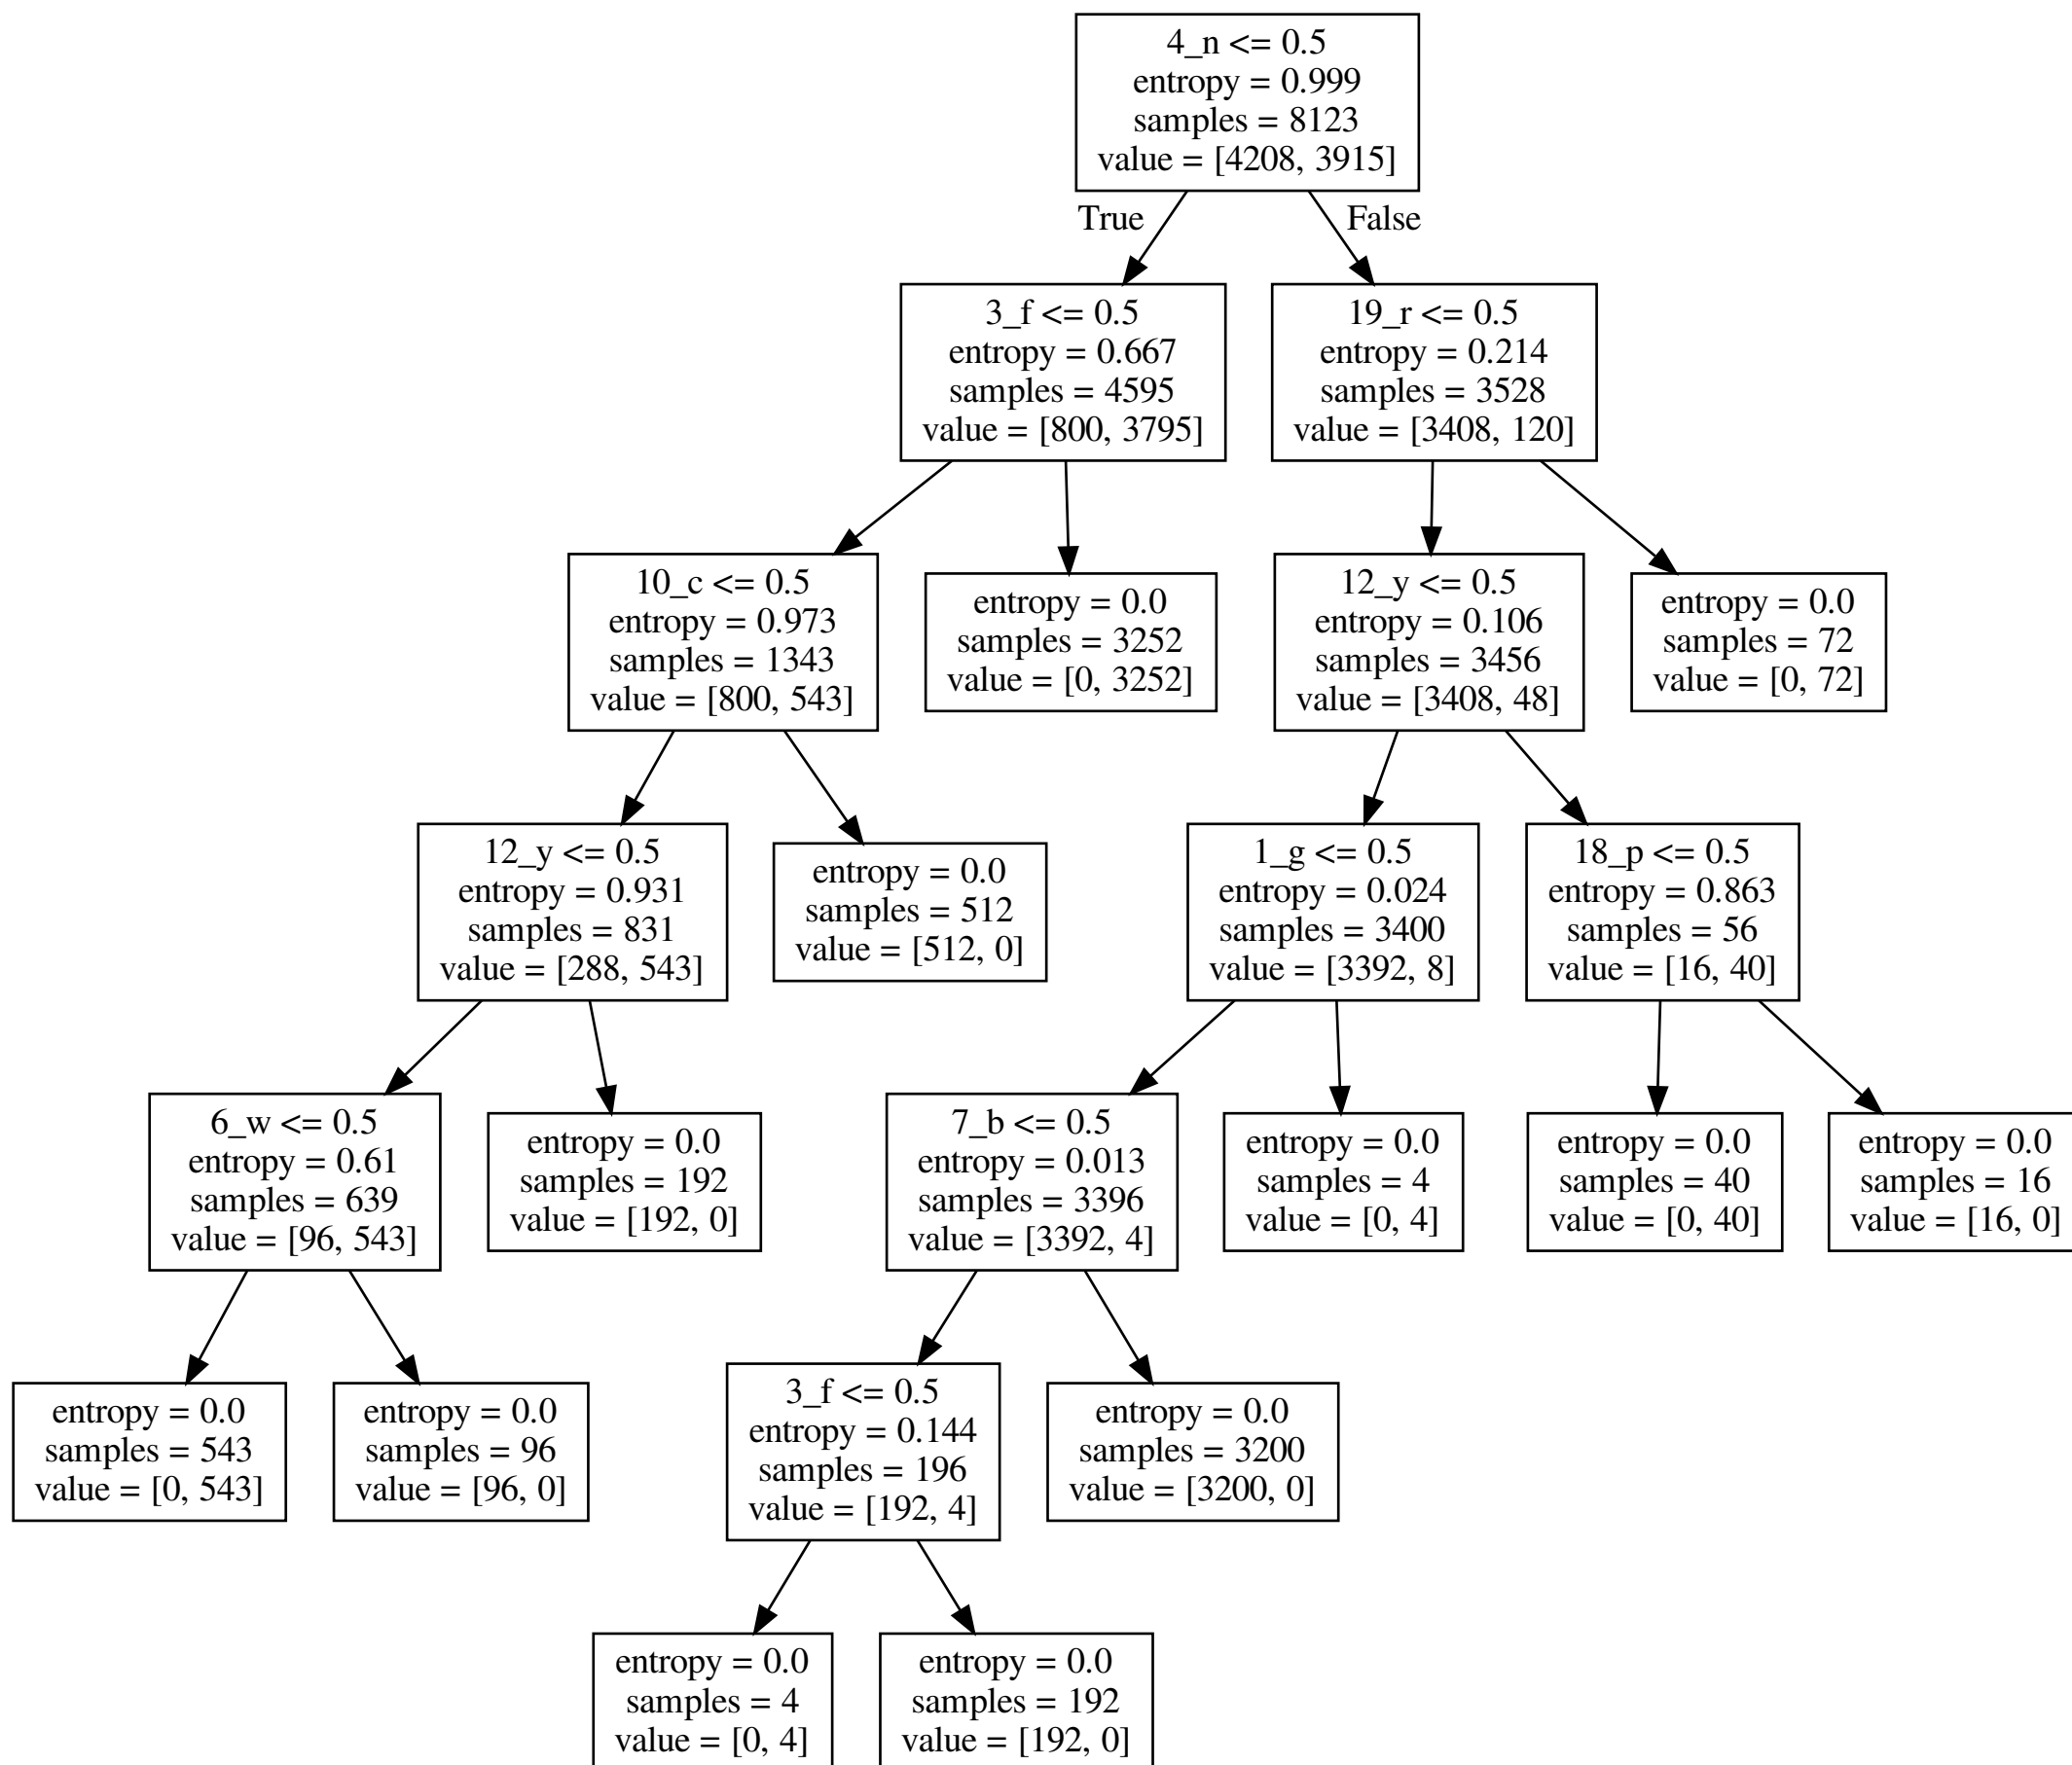 4_n <= 0.5
entropy = 0.999
samples = 8123
value = [4208, 3915]
True
False
3_f <= 0.5
entropy = 0.667
samples = 4595
value = [800, 3795]
19_r <= 0.5
entropy = 0.214
samples = 3528
value = [3408, 120]
10_c <= 0.5
entropy = 0.973
samples = 1343
value = [800, 543]
entropy = 0.0
samples = 3252
value = [0, 3252]
12_y <= 0.5
entropy = 0.106
samples = 3456
value = [3408, 48]
entropy = 0.0
samples = 72
value = [0, 72]
12_y <= 0.5
entropy = 0.931
samples = 831
value = [288, 543]
entropy = 0.0
samples = 512
value = [512, 0]
1_g <= 0.5
entropy = 0.024
samples = 3400
value = [3392, 8]
18_p <= 0.5
entropy = 0.863
samples = 56
value = [16, 40]
6_w <= 0.5
entropy = 0.61
samples = 639
value = [96, 543]
entropy = 0.0
samples = 192
value = [192, 0]
7_b <= 0.5
entropy = 0.013
samples = 3396
value = [3392, 4]
entropy = 0.0
samples = 4
value = [0, 4]
entropy = 0.0
samples = 40
value = [0, 40]
entropy = 0.0
samples = 16
value = [16, 0]
entropy = 0.0
samples = 543
value = [0, 543]
entropy = 0.0
samples = 96
value = [96, 0]
3_f <= 0.5
entropy = 0.144
samples = 196
value = [192, 4]
entropy = 0.0
samples = 3200
value = [3200, 0]
entropy = 0.0
samples = 4
value = [0, 4]
entropy = 0.0
samples = 192
value = [192, 0]